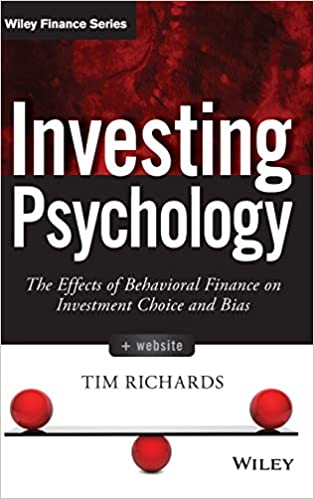 Wiley Finance Series
Investing
Psychology
The Effects of Behavioral Finance on
Investment Choice and Bias
+ website
TIM RICHARDS
WILEY